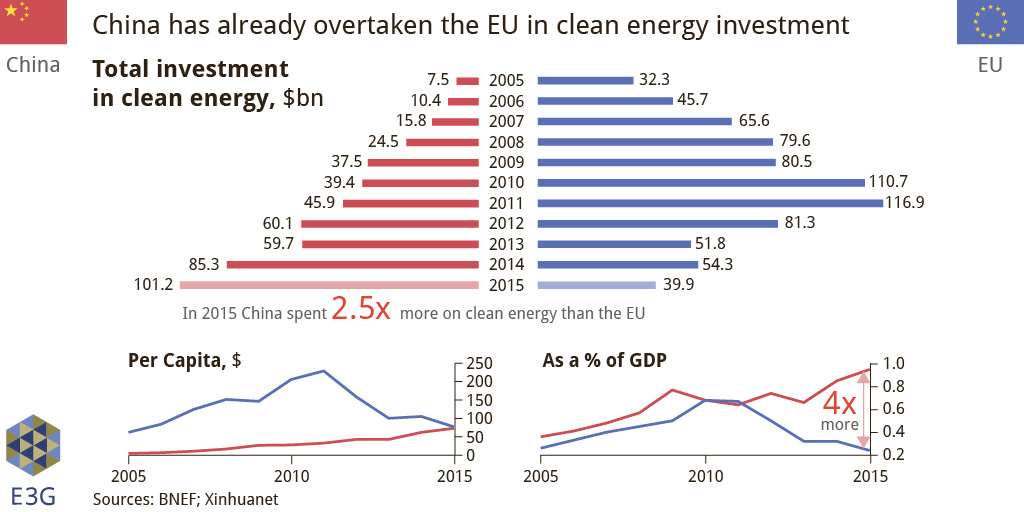 China has already overtaken the EU in clean energy investment
China
EU
Total investment
in clean energy, $bn
7.5 2005 32.3
10.4 2006 45.7
15.8 2007 65.6
24.5 2008 79.6
37.5 2009 80.5
39.4 2010 110.7
45.9 2011 116.9
60.1 2012 81.3
59.7 2013 51.8
85.3 2014 54.3
101.2 2015 39.9
In 2015 China spent 2.5x more on clean energy than the EU
Per Capita, $
250
200
150
100
50
0
2005 2010 2015
As a % of GDP
1.0
0.8
0.6
0.4
0.2
4x
more
2005 2010 2015
E3G
Sources: BNEF; Xinhuanet